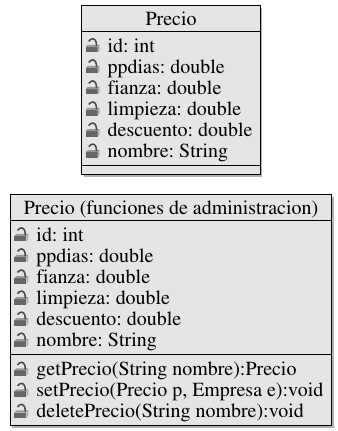 Precio
id: int
ppdias: double
fianza: double
limpieza: double
descuento: double
nombre: String
Precio (funciones de administracion)
id: int
ppdias: double
fianza: double
limpieza: double
descuento: double
nombre: String
getPrecio(String nombre):Precio
setPrecio(Precio p, Empresa e):void
deletePrecio(String nombre):void